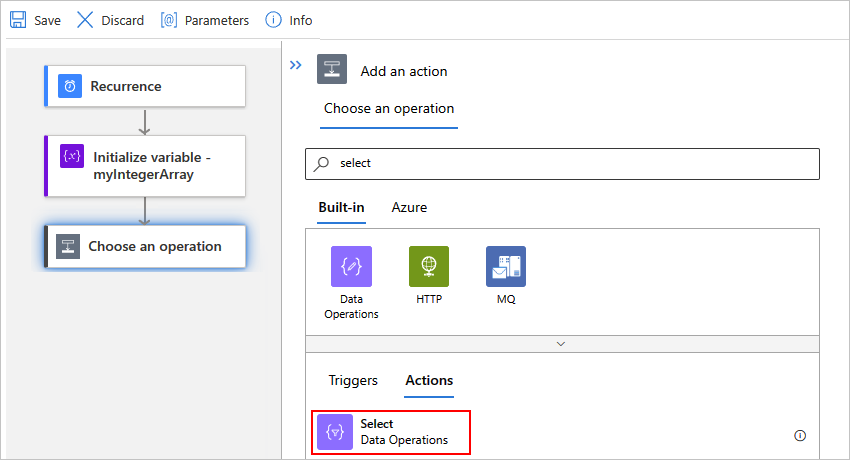 Save Discard [@] Parameters Info
Recurrence
{x} Initialize variable -
myIntegerArray
Choose an operation
Add an action
Choose an operation
select
Built-in Azure
Data
Operations
HTTP
MQ
Triggers Actions
Select
Data Operations